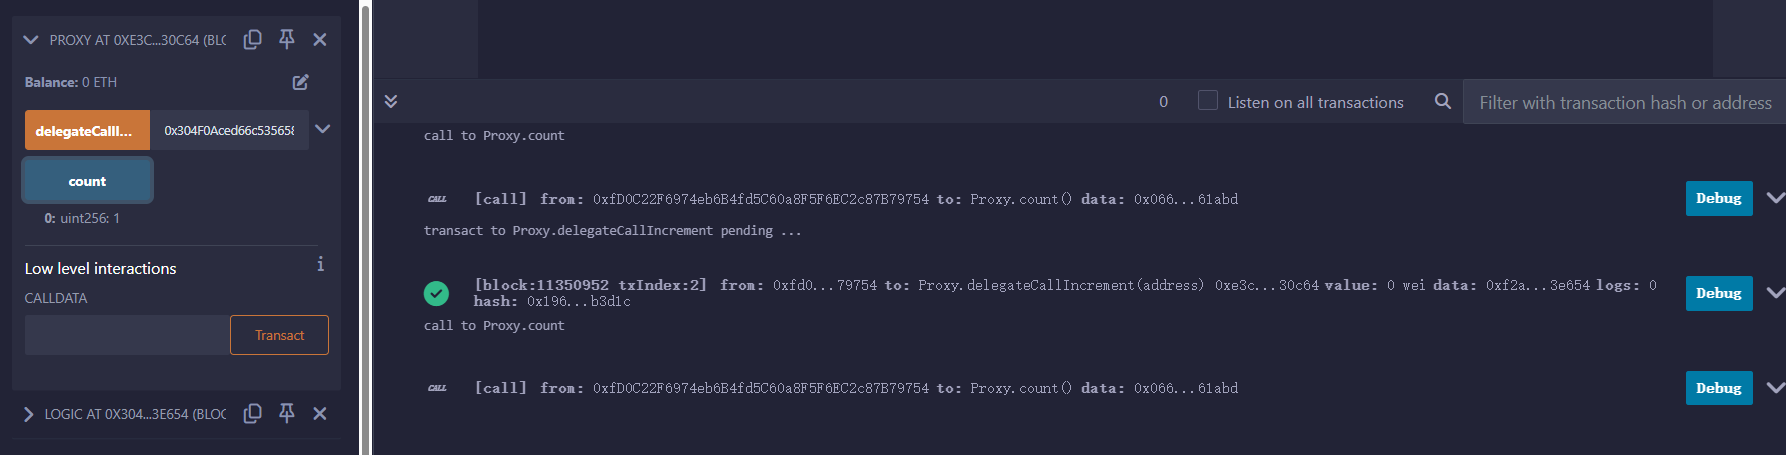 PROXY AT 0XE3C...30C64 (BLC
Balance: 0 ETH
delegateCallI...
0x304F0Aced66c535658
count
0: uint256: 1
Low level interactions
i
CALLDATA
Transact
LOGIC AT 0X304...3E654 (BLOC
0
Listen on all transactions
Filter with transaction hash or address
call to Proxy.count
CALL
[call] from: 0xfD0C22F6974eb6B4fd5C60a8F5F6EC2c87B79754 to: Proxy.count() data: 0x066...61abd
Debug
transact to Proxy.delegateCallIncrement pending ...
[block:11350952 txIndex:2] from: 0xfd0...79754 to: Proxy.delegateCallIncrement(address) 0xe3c...30c64 value: 0 wei data: 0xf2a...3e654 logs: 0
hash: 0x196...b3d1c
Debug
call to Proxy.count
CALL
[call] from: 0xfD0C22F6974eb6B4fd5C60a8F5F6EC2c87B79754 to: Proxy.count() data: 0x066...61abd
Debug